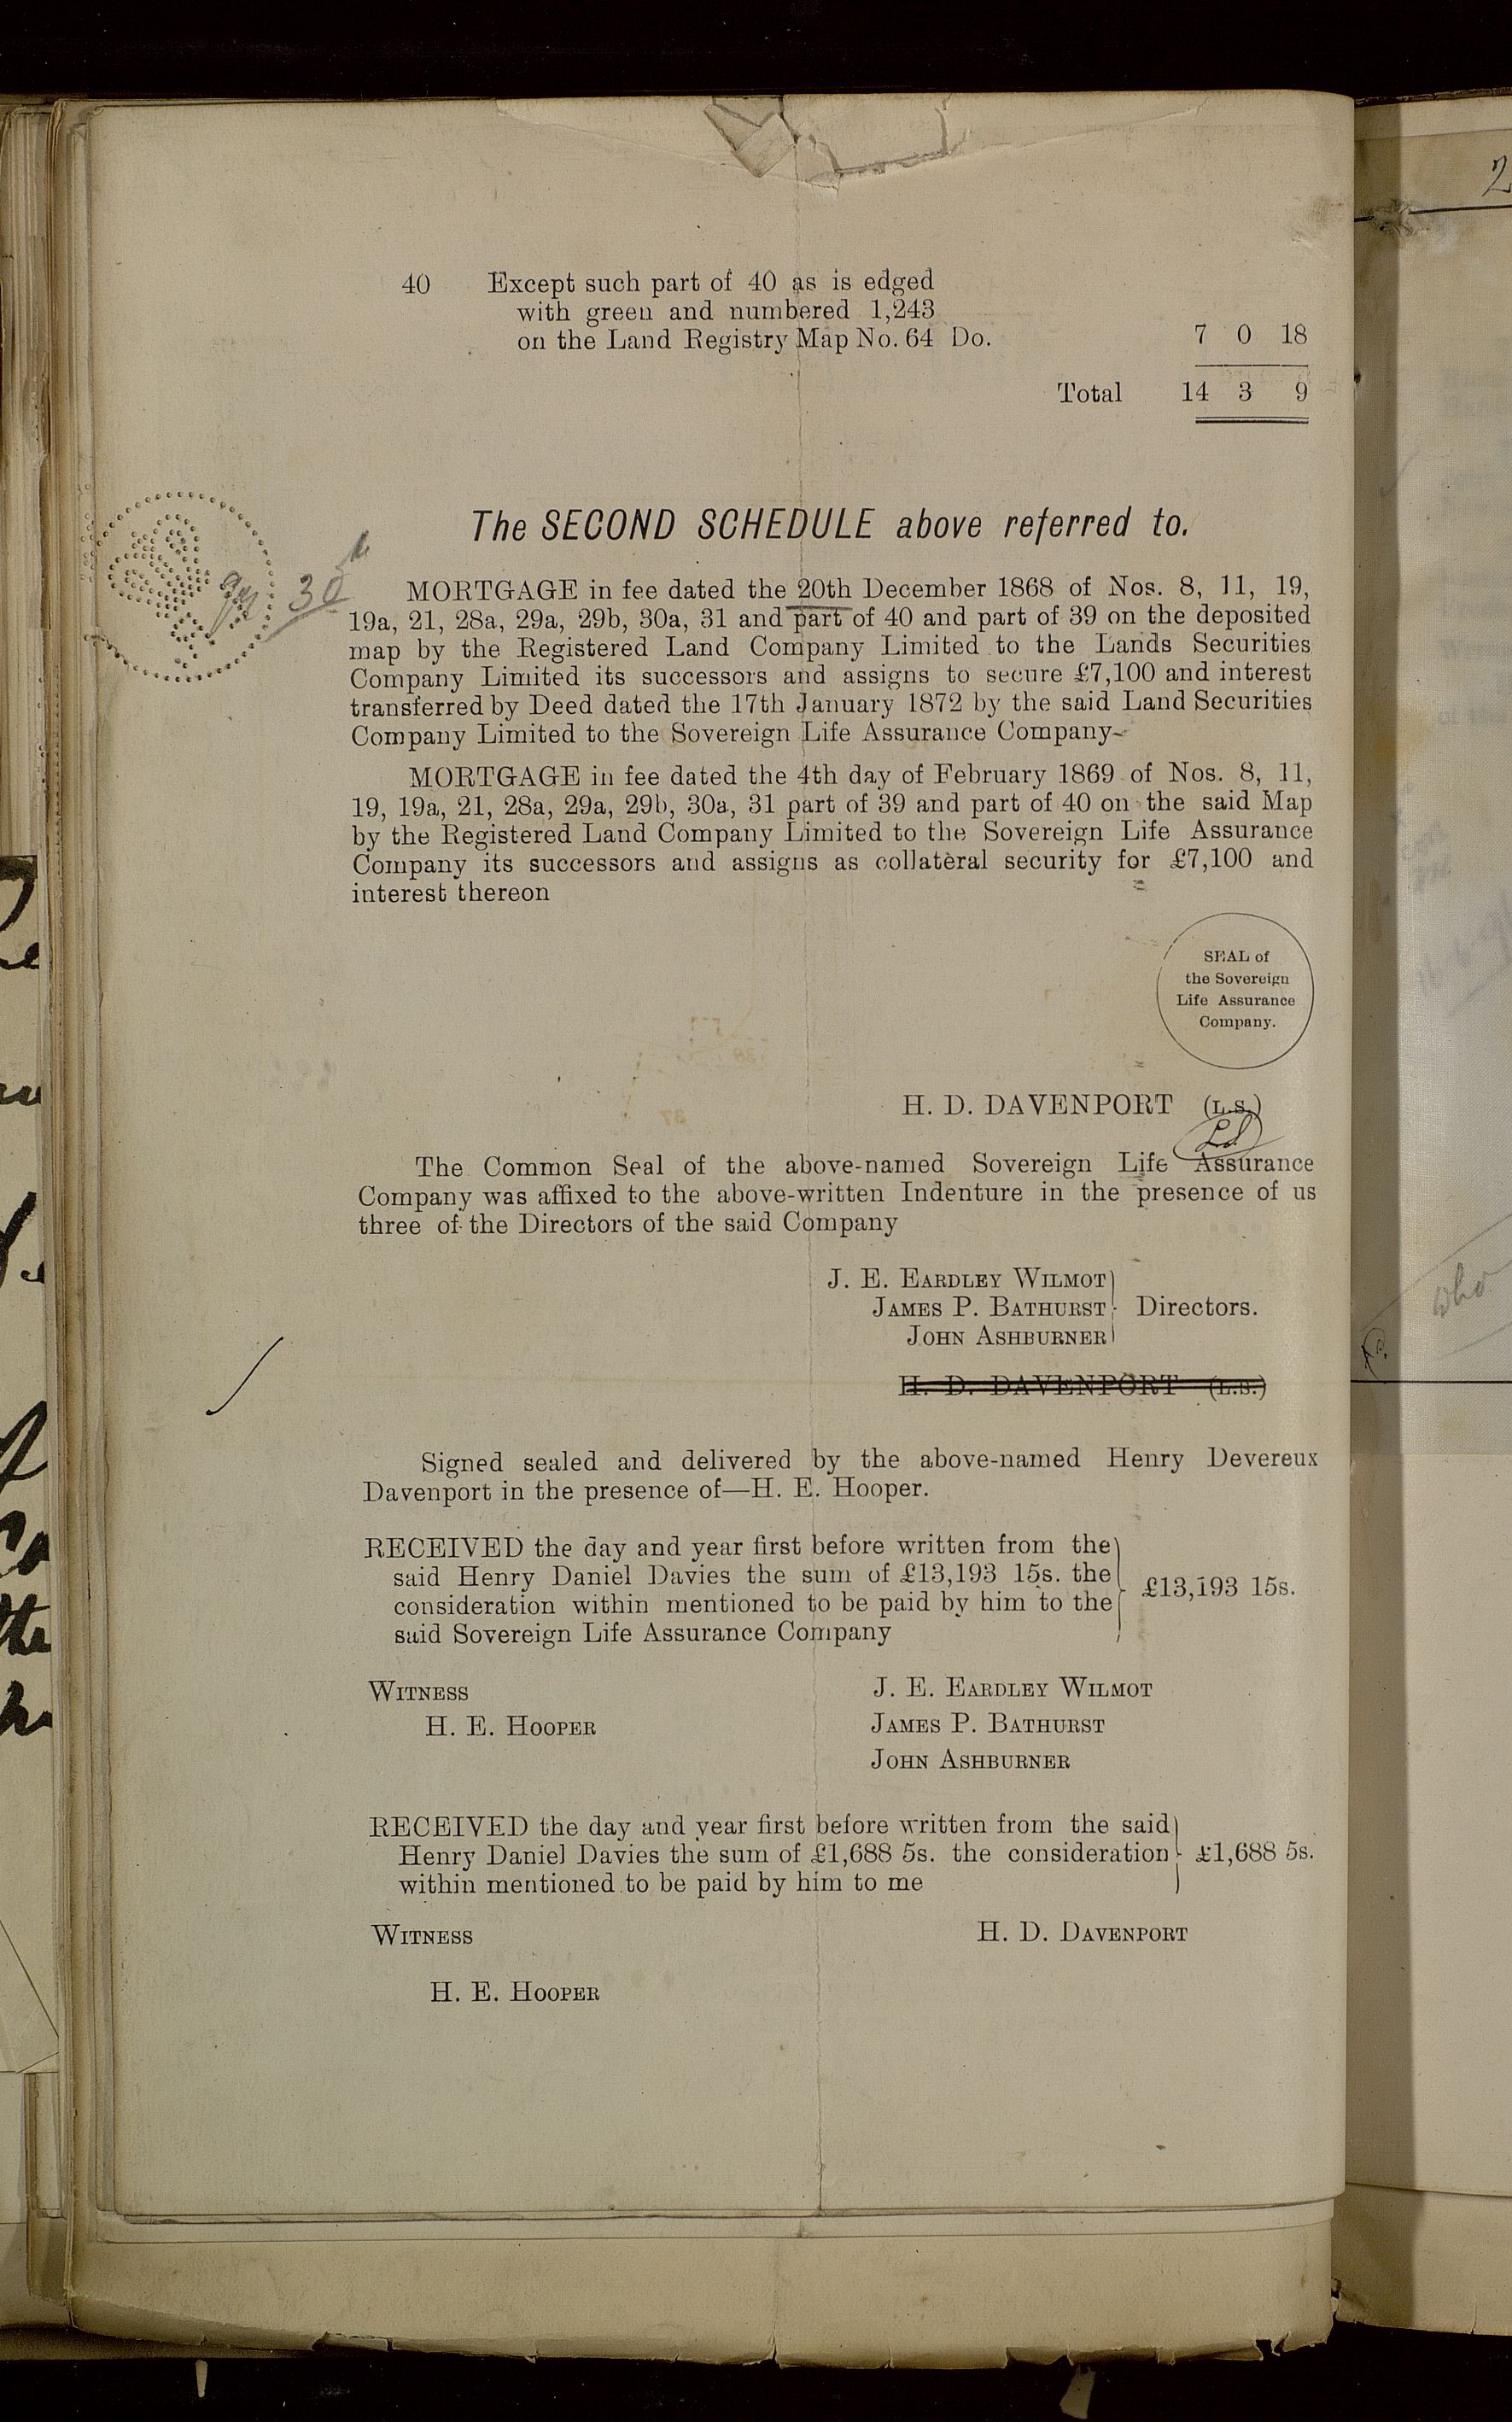 40 Except such part of 40 as is edged
with green and numbered 1,243
on the Land Registry Map No. 64 Do. 7 0 18
Total 14 3 9
The SECOND SCHEDULE above referred to.
qy 30th
MORTGAGE in fee dated the 20th December 1868 of Nos. 8, 11, 19,
19a, 21, 28a, 29a, 29b, 30a, 31 and part of 40 and part of 39 on the deposited
map by the Registered Land Company Limited to the Lands Securities
Company Limited its successors and assigns to secure £7,100 and interest
transferred by Deed dated the 17th January 1872 by the said Land Securities
Company Limited to the Sovereign Life Assurance Company
MORTGAGE in fee dated the 4th day of February 1869 of Nos. 8, 11,
19, 19a, 21, 28a, 29a, 29b, 30a, 31 part of 39 and part of 40 on the said Map
by the Registered Land Company Limited to the Sovereign Life Assurance
Company its successors and assigns as collateral security for £7,100 and
interest thereon
SEAL of
the Sovereign
Life Assurance
Company.
H. D. DAVENPORT (L.S.)
The Common Seal of the above-named Sovereign Life Assurance
Company was affixed to the above-written Indenture in the presence of us
three of the Directors of the said Company
J. E. EARDLEY WILMOT
JAMES P. BATHURST Directors.
JOHN ASHBURNER
H. D. DAVENPORT (L.S.)
Signed sealed and delivered by the above-named Henry Devereux
Davenport in the presence of—H. E. Hooper.
RECEIVED the day and year first before written from the
said Henry Daniel Davies the sum of £13,193 15s. the
consideration within mentioned to be paid by him to the £13,193 15s.
said Sovereign Life Assurance Company
WITNESS J. E. EARDLEY WILMOT
H. E. HOOPER JAMES P. BATHURST
JOHN ASHBURNER
RECEIVED the day and year first before written from the said
Henry Daniel Davies the sum of £1,688 5s. the consideration £1,688 5s.
within mentioned to be paid by him to me
WITNESS H. D. DAVENPORT
H. E. HOOPER
2
who